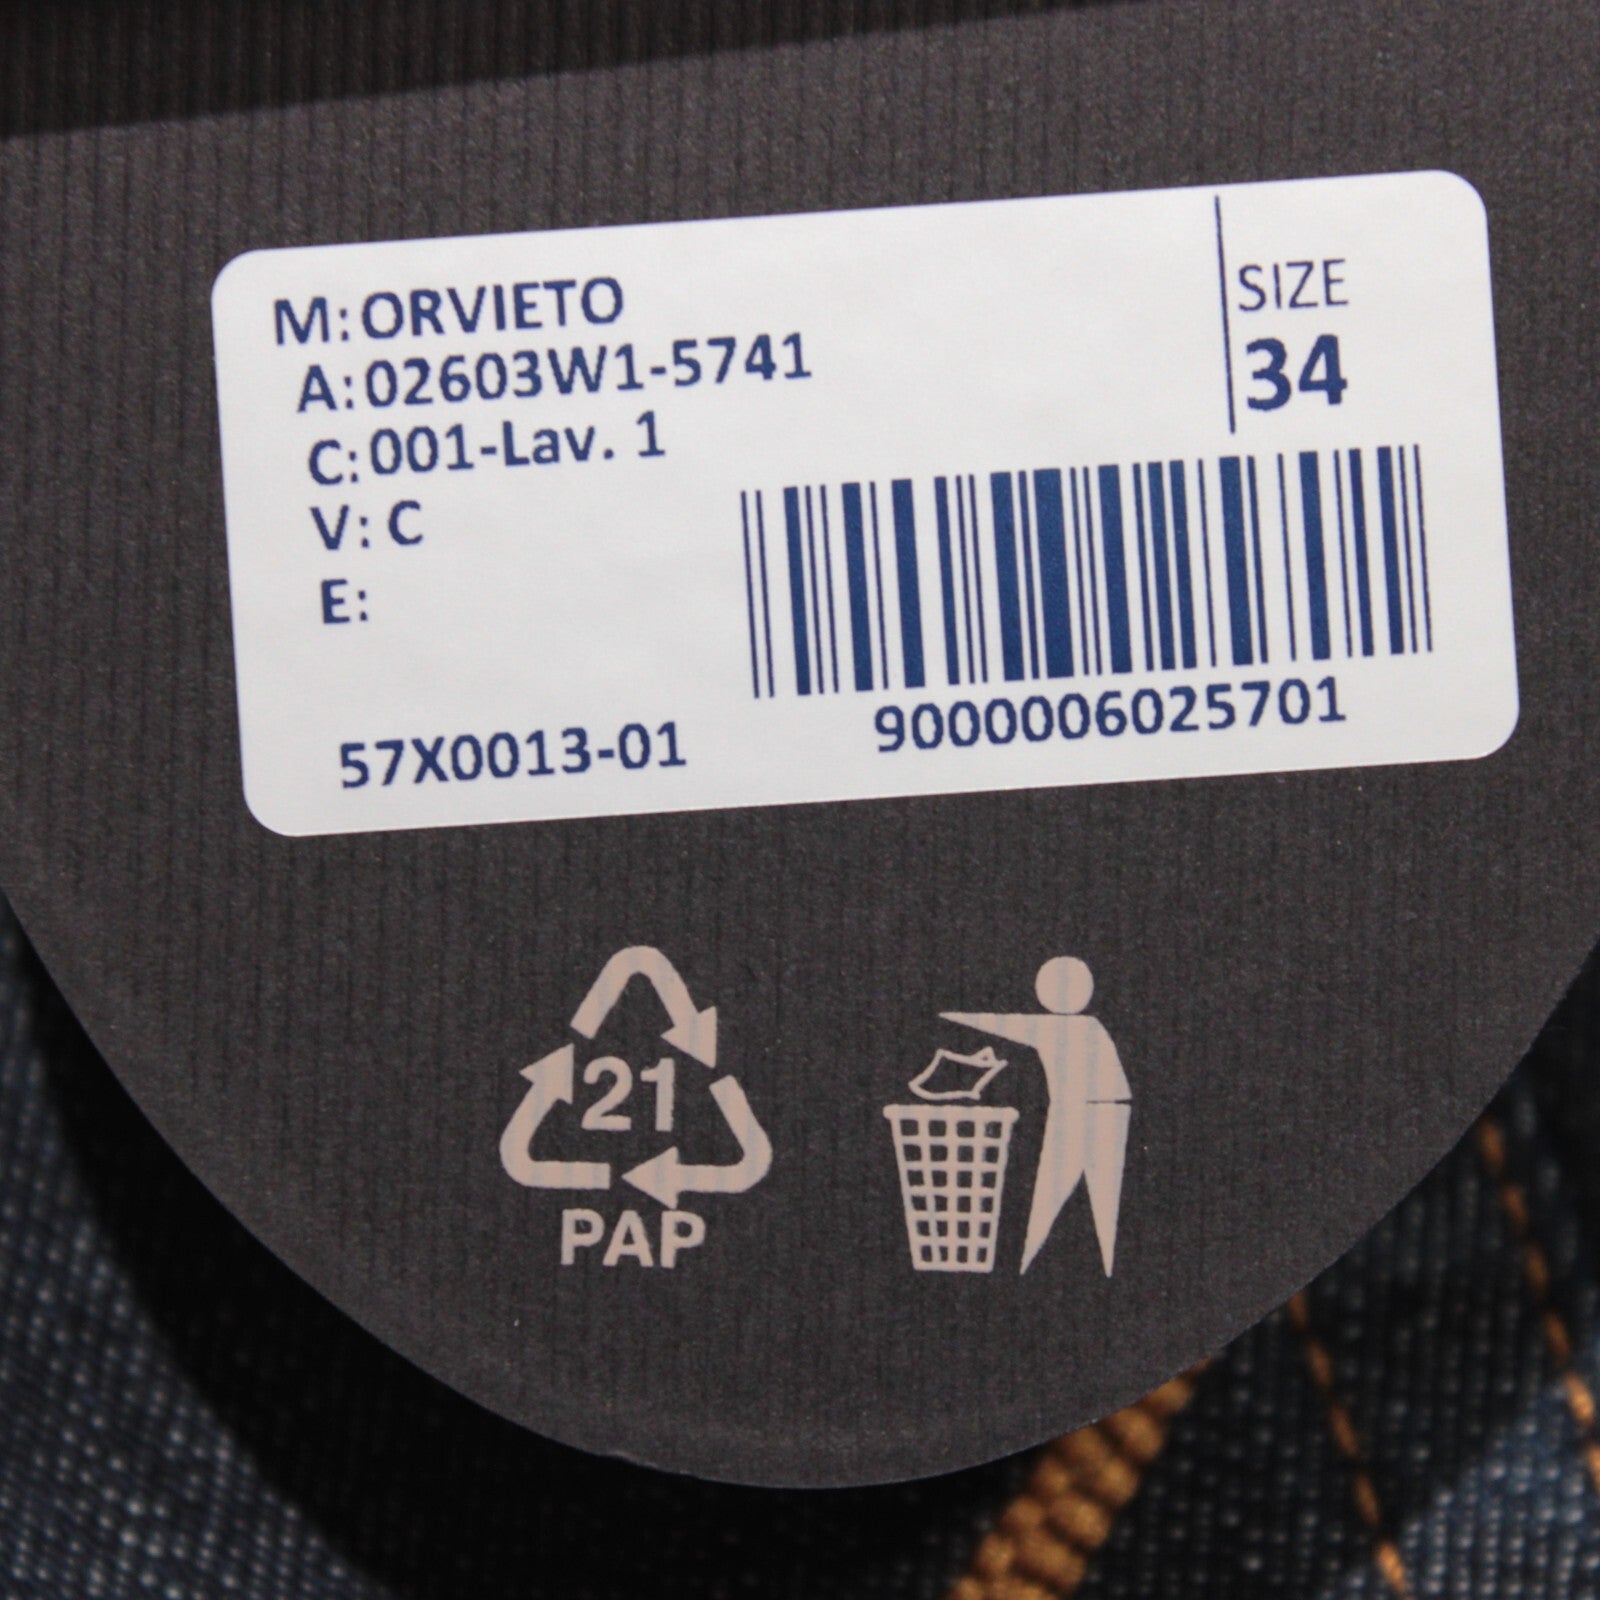 M: ORVIETO
A: 02603W1-5741
C: 001-Lav. 1
V: C
E:
SIZE
34
57X0013-01
9000006025701
21
PAP